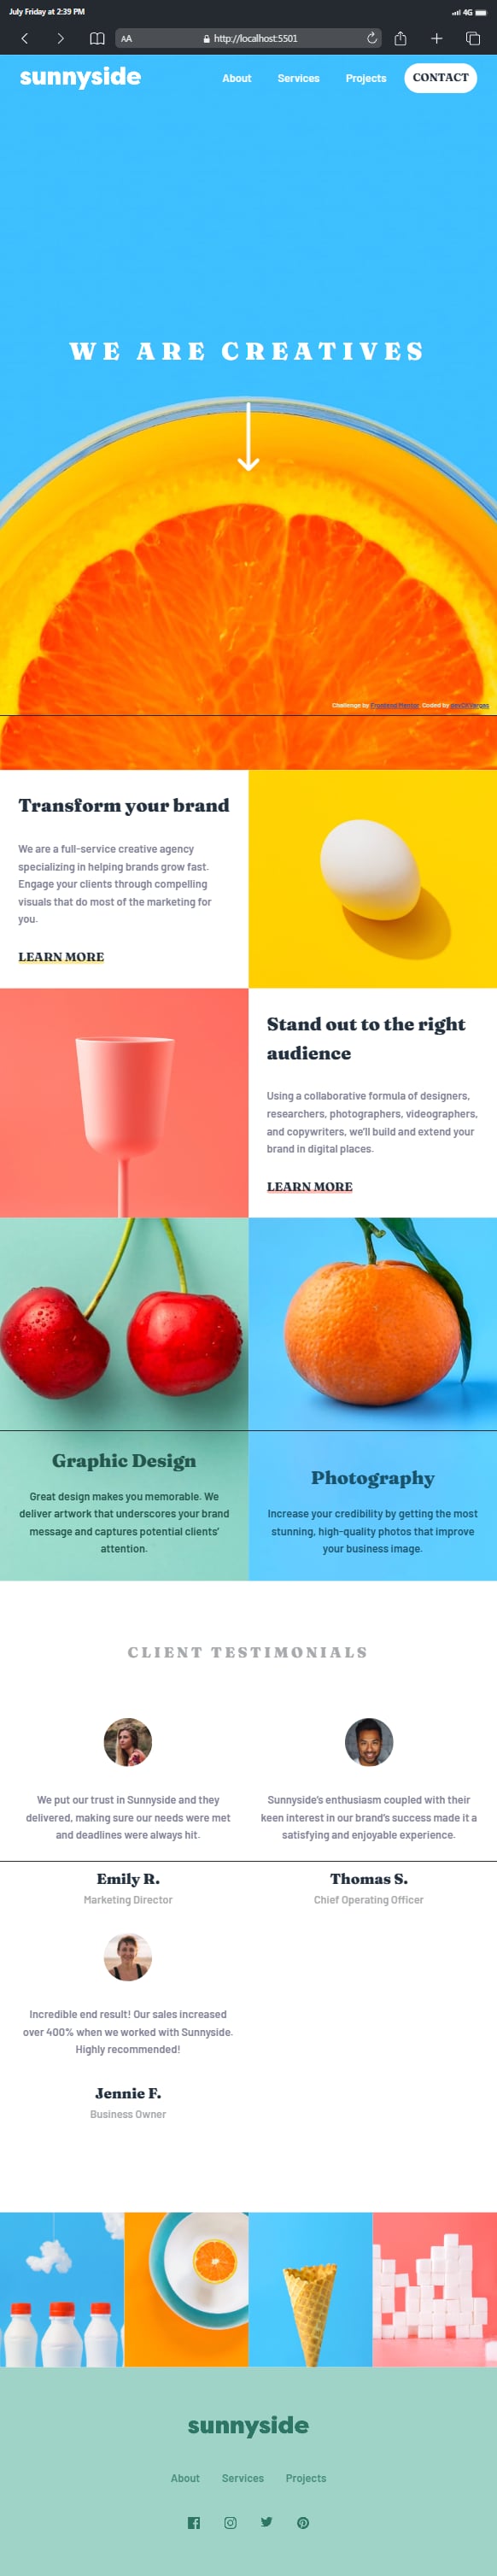 July Friday at 2:39 PM
4G
AA
http://localhost:5501
sunnyside
About
Services
Projects
CONTACT
WE ARE CREATIVES
Challenge by Frontend Mentor. Coded by
Transform your brand
We are a full-service creative agency
specializing in helping brands grow fast.
Engage your clients through compelling
visuals that do most of the marketing for
you.
LEARN MORE
Stand out to the right
audience
Using a collaborative formula of designers,
researchers, photographers, videographers,
and copywriters, we'll build and extend your
brand in digital places.
LEARN MORE
Graphic Design
Great design makes you memorable. We
deliver artwork that underscores your brand
message and captures potential clients'
attention.
Photography
Increase your credibility by getting the most
stunning, high-quality photos that improve
your business image.
CLIENT TESTIMONIALS
We put our trust in Sunnyside and they
delivered, making sure our needs were met
and deadlines were always hit.
Emily R.
Marketing Director
Sunnyside's enthusiasm coupled with their
keen interest in our brand's success made it a
satisfying and enjoyable experience.
Thomas S.
Chief Operating Officer
Incredible end result! Our sales increased
over 400% when we worked with Sunnyside.
Highly recommended!
Jennie F.
Business Owner
sunnyside
About
Services
Projects